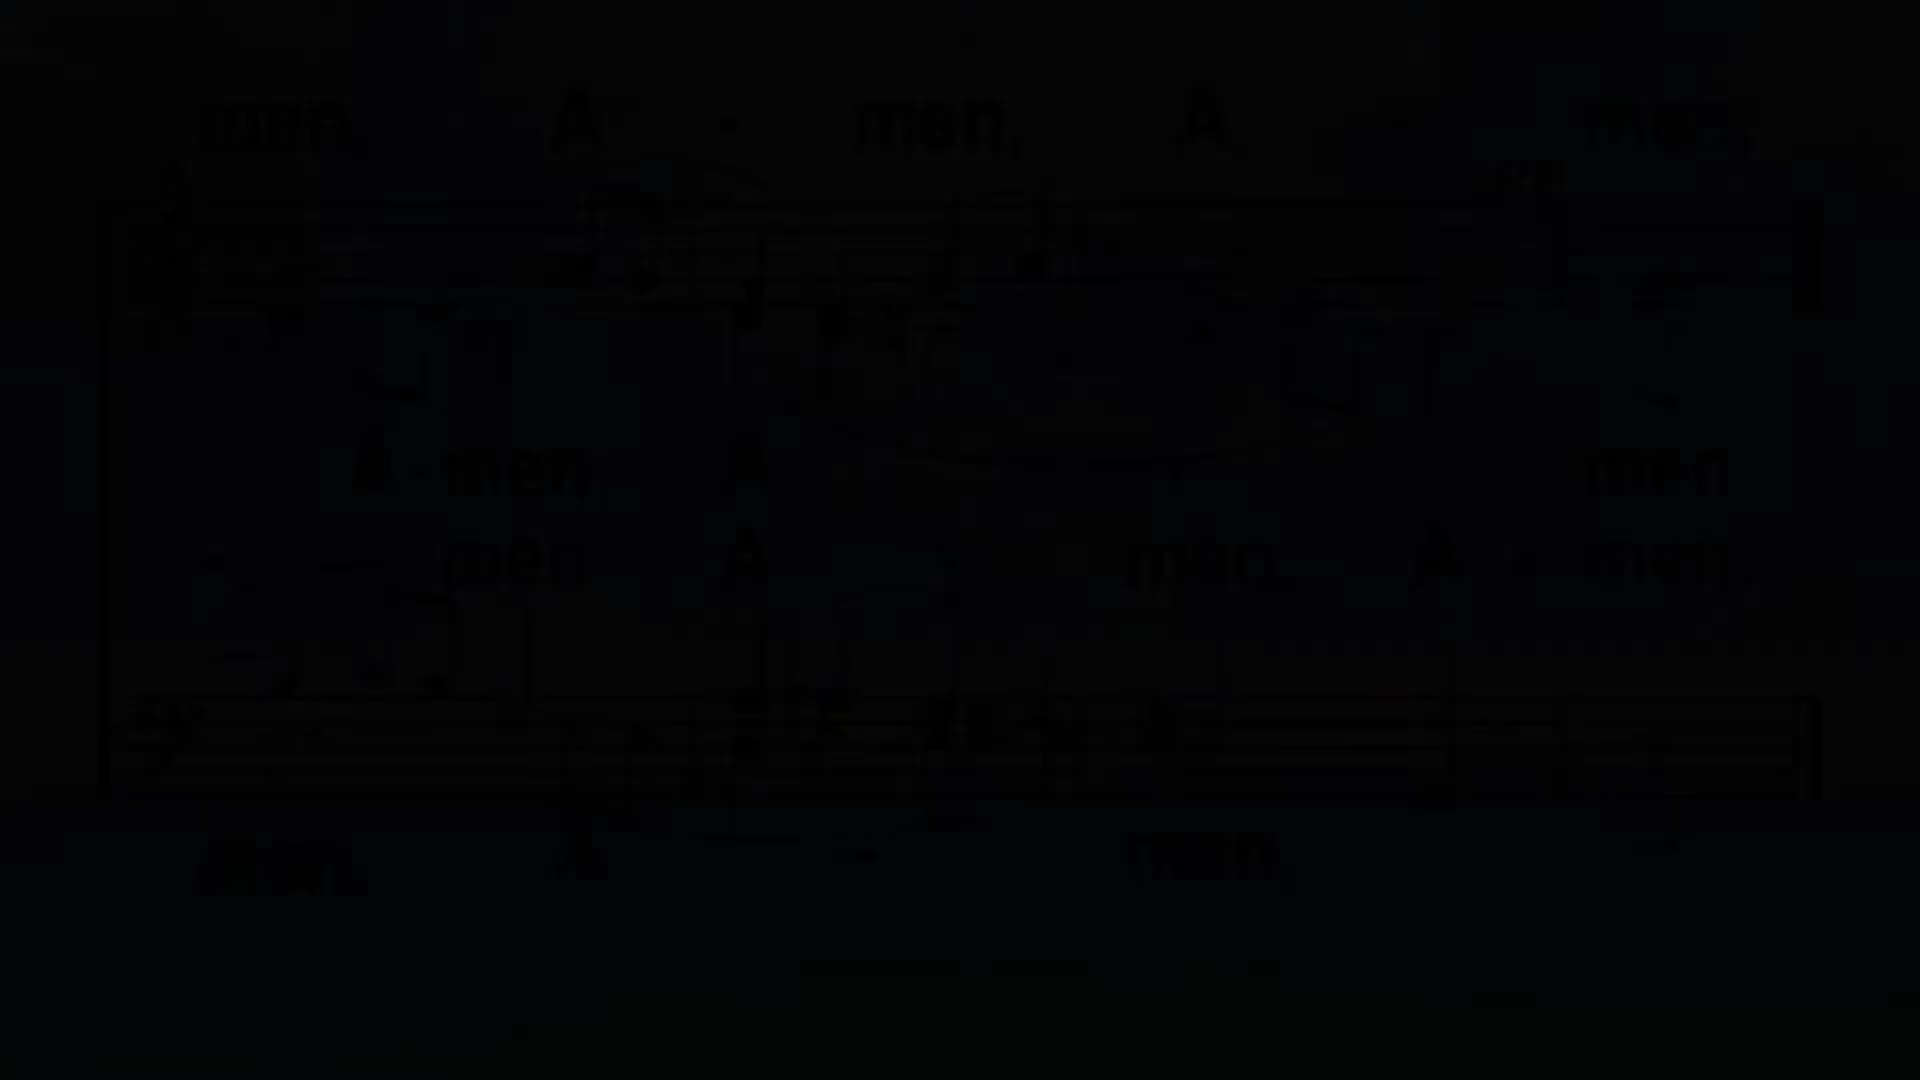 men A - men, A men,
A - men, A - men
men A - men A - men
men, A - men